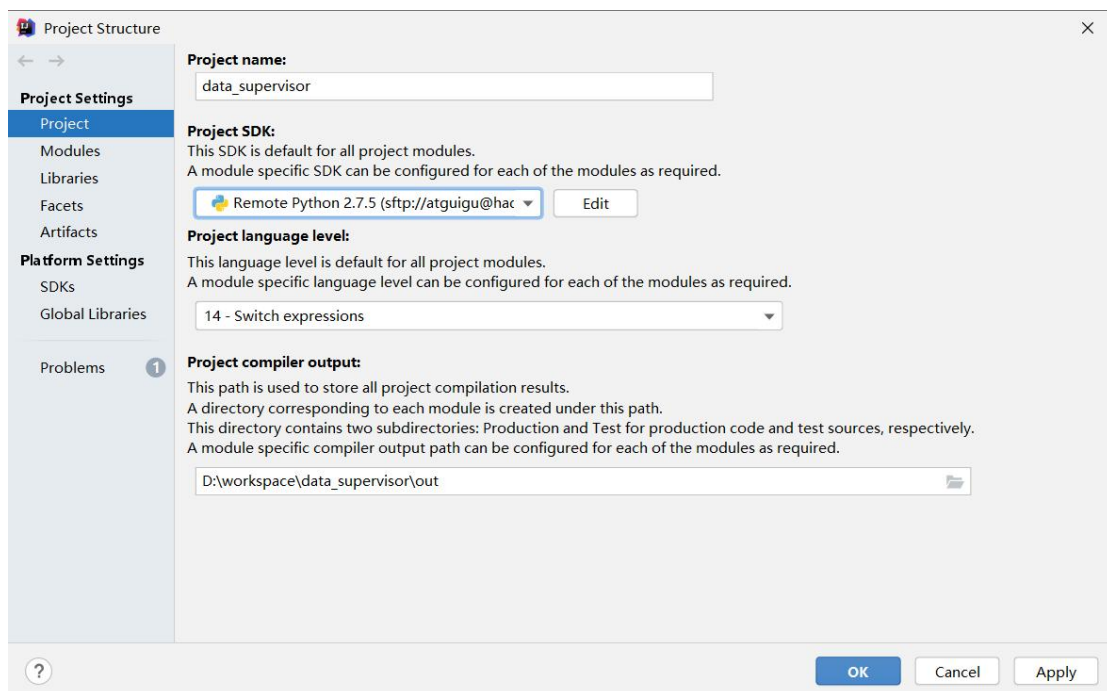 Project Structure
Project Settings
Project
Modules
Libraries
Facets
Artifacts
Platform Settings
SDKs
Global Libraries
Problems
1
Project name:
data_supervisor
Project SDK:
This SDK is default for all project modules.
A module specific SDK can be configured for each of the modules as required.
Remote Python 2.7.5 (sftp://atguigu@hac
Edit
Project language level:
This language level is default for all project modules.
A module specific language level can be configured for each of the modules as required.
14 - Switch expressions
Project compiler output:
This path is used to store all project compilation results.
A directory corresponding to each module is created under this path.
This directory contains two subdirectories: Production and Test for production code and test sources, respectively.
A module specific compiler output path can be configured for each of the modules as required.
D:\workspace\data_supervisor\out
?
OK
Cancel
Apply